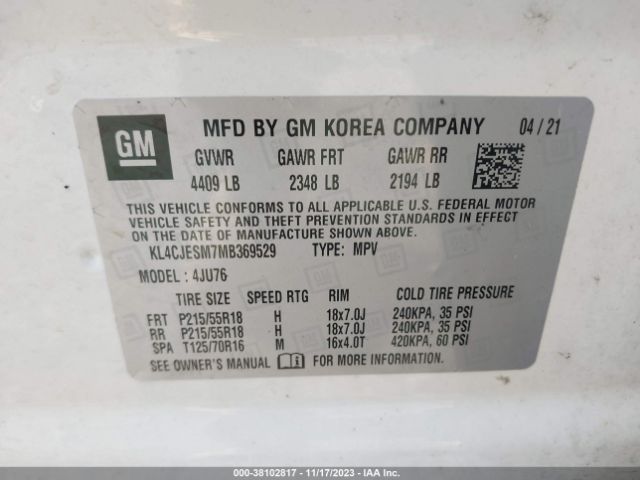 GM MFD BY GM KOREA COMPANY 04 / 21
GVWR GAWR FRT GAWR RR
4409 LB 2348 LB 2194 LB
THIS VEHICLE CONFORMS TO ALL APPLICABLE U.S. FEDERAL MOTOR
VEHICLE SAFETY AND THEFT PREVENTION STANDARDS IN EFFECT
ON THE DATE OF MANUFACTURE SHOWN ABOVE.
KL4CJESM7MB369529 TYPE: MPV
MODEL : 4JU76
TIRE SIZE SPEED RTG RIM COLD TIRE PRESSURE
FRT P215/55R18 H 18x7.0J 240KPA, 35 PSI
RR P215/55R18 H 18x7.0J 240KPA, 35 PSI
SPA T125/70R16 M 16x4.0T 420KPA, 60 PSI
SEE OWNER'S MANUAL FOR MORE INFORMATION
000-38102817 - 11/17/2023 - IAA Inc.